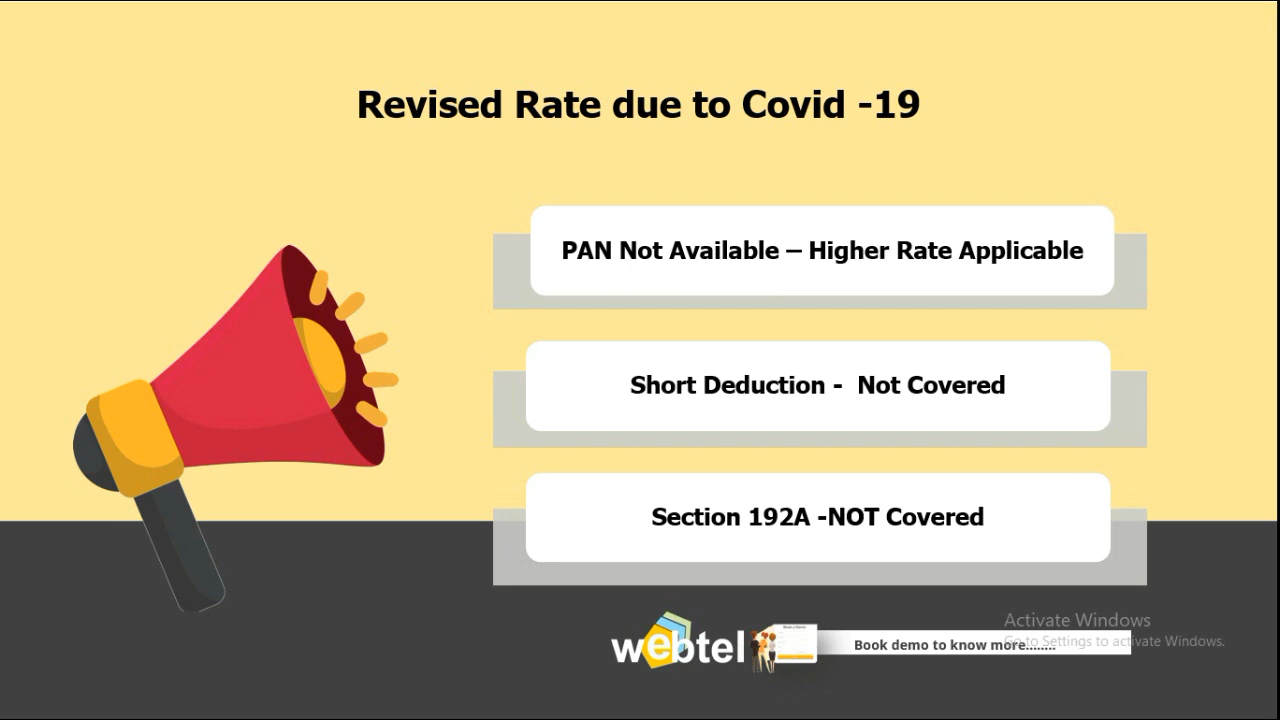 Revised Rate due to Covid -19
PAN Not Available – Higher Rate Applicable
Short Deduction -  Not Covered
Section 192A -NOT Covered
webtel
Book demo to know more........
Activate Windows
Go to Settings to activate Windows.